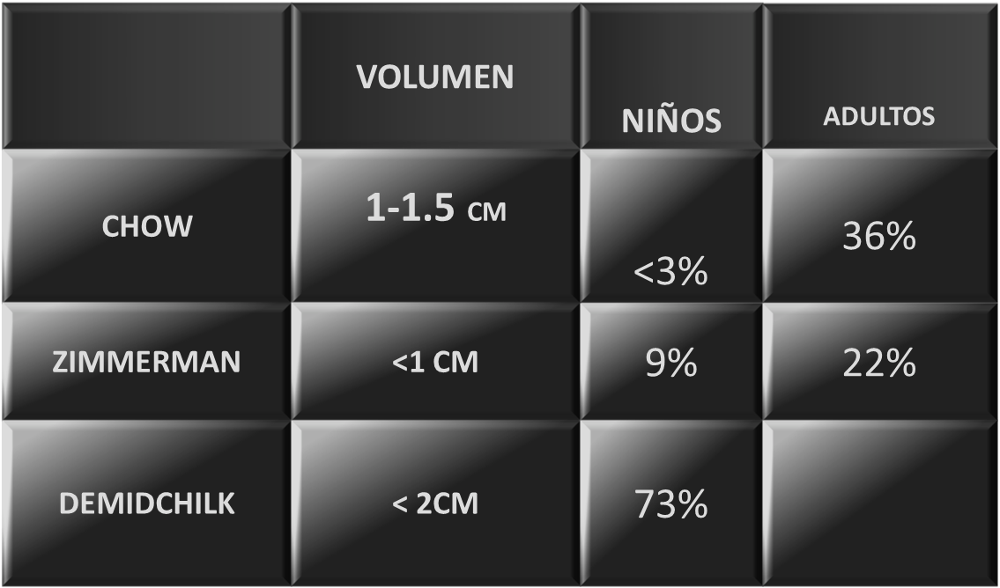 VOLUMEN
NIÑOS
ADULTOS
CHOW
1-1.5 CM
<3%
36%
ZIMMERMAN
<1 CM
9%
22%
DEMIDCHILK
< 2CM
73%